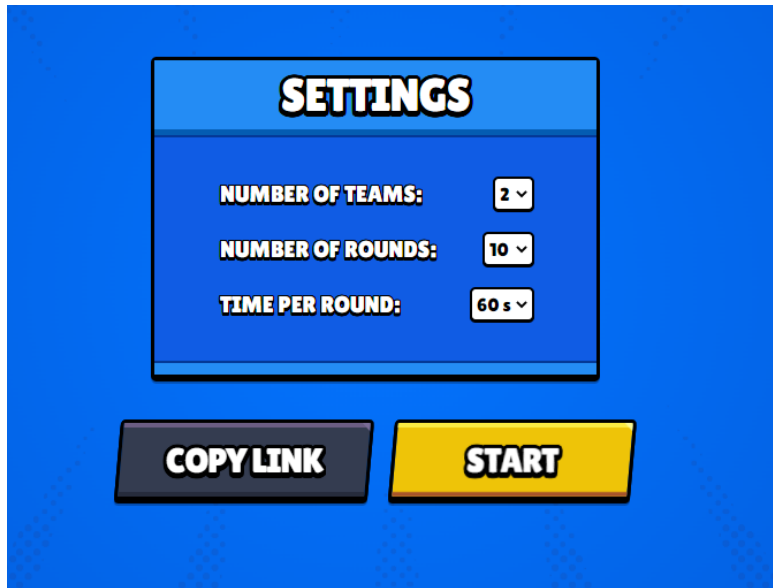 SETTINGS
NUMBER OF TEAMS: 2
NUMBER OF ROUNDS: 10
TIME PER ROUND: 60 s
COPY LINK
START